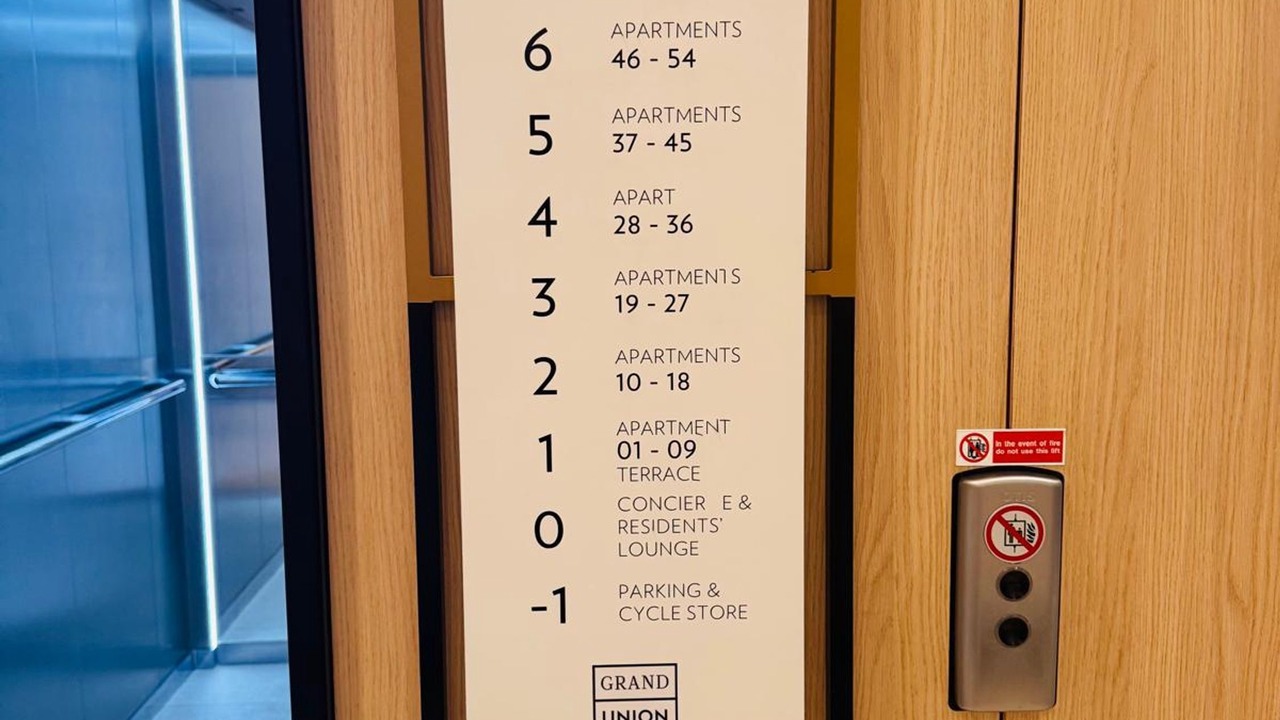 6
APARTMENTS
46 - 54
5
APARTMENTS
37 - 45
4
APART
28 - 36
3
APARTMENTS
19 - 27
2
APARTMENTS
10 - 18
1
APARTMENT
01 - 09
TERRACE
0
CONCIER E &
RESIDENTS'
LOUNGE
-1
PARKING &
CYCLE STORE
GRAND
UNION
In the event of fire
do not use this lift